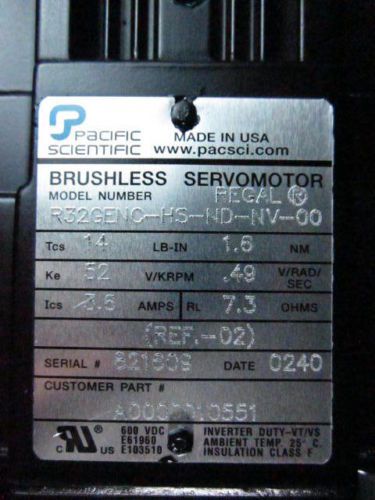 PACIFIC SCIENTIFIC
MADE IN USA
www.pacsci.com
BRUSHLESS SERVOMOTOR
MODEL NUMBER REGAL ®
R32GENC-HS-ND-NV-00
Tcs 14 LB-IN 1.6 NM
Ke 52 V/KRPM .49 V/RAD/SEC
Ics 3.6 AMPS RL 7.3 OHMS
(REF.-02)
SERIAL # 821609 DATE 0240
CUSTOMER PART #
600 VDC
E61960
E103510
INVERTER DUTY-VT/VS
AMBIENT TEMP. 25° C.
INSULATION CLASS F